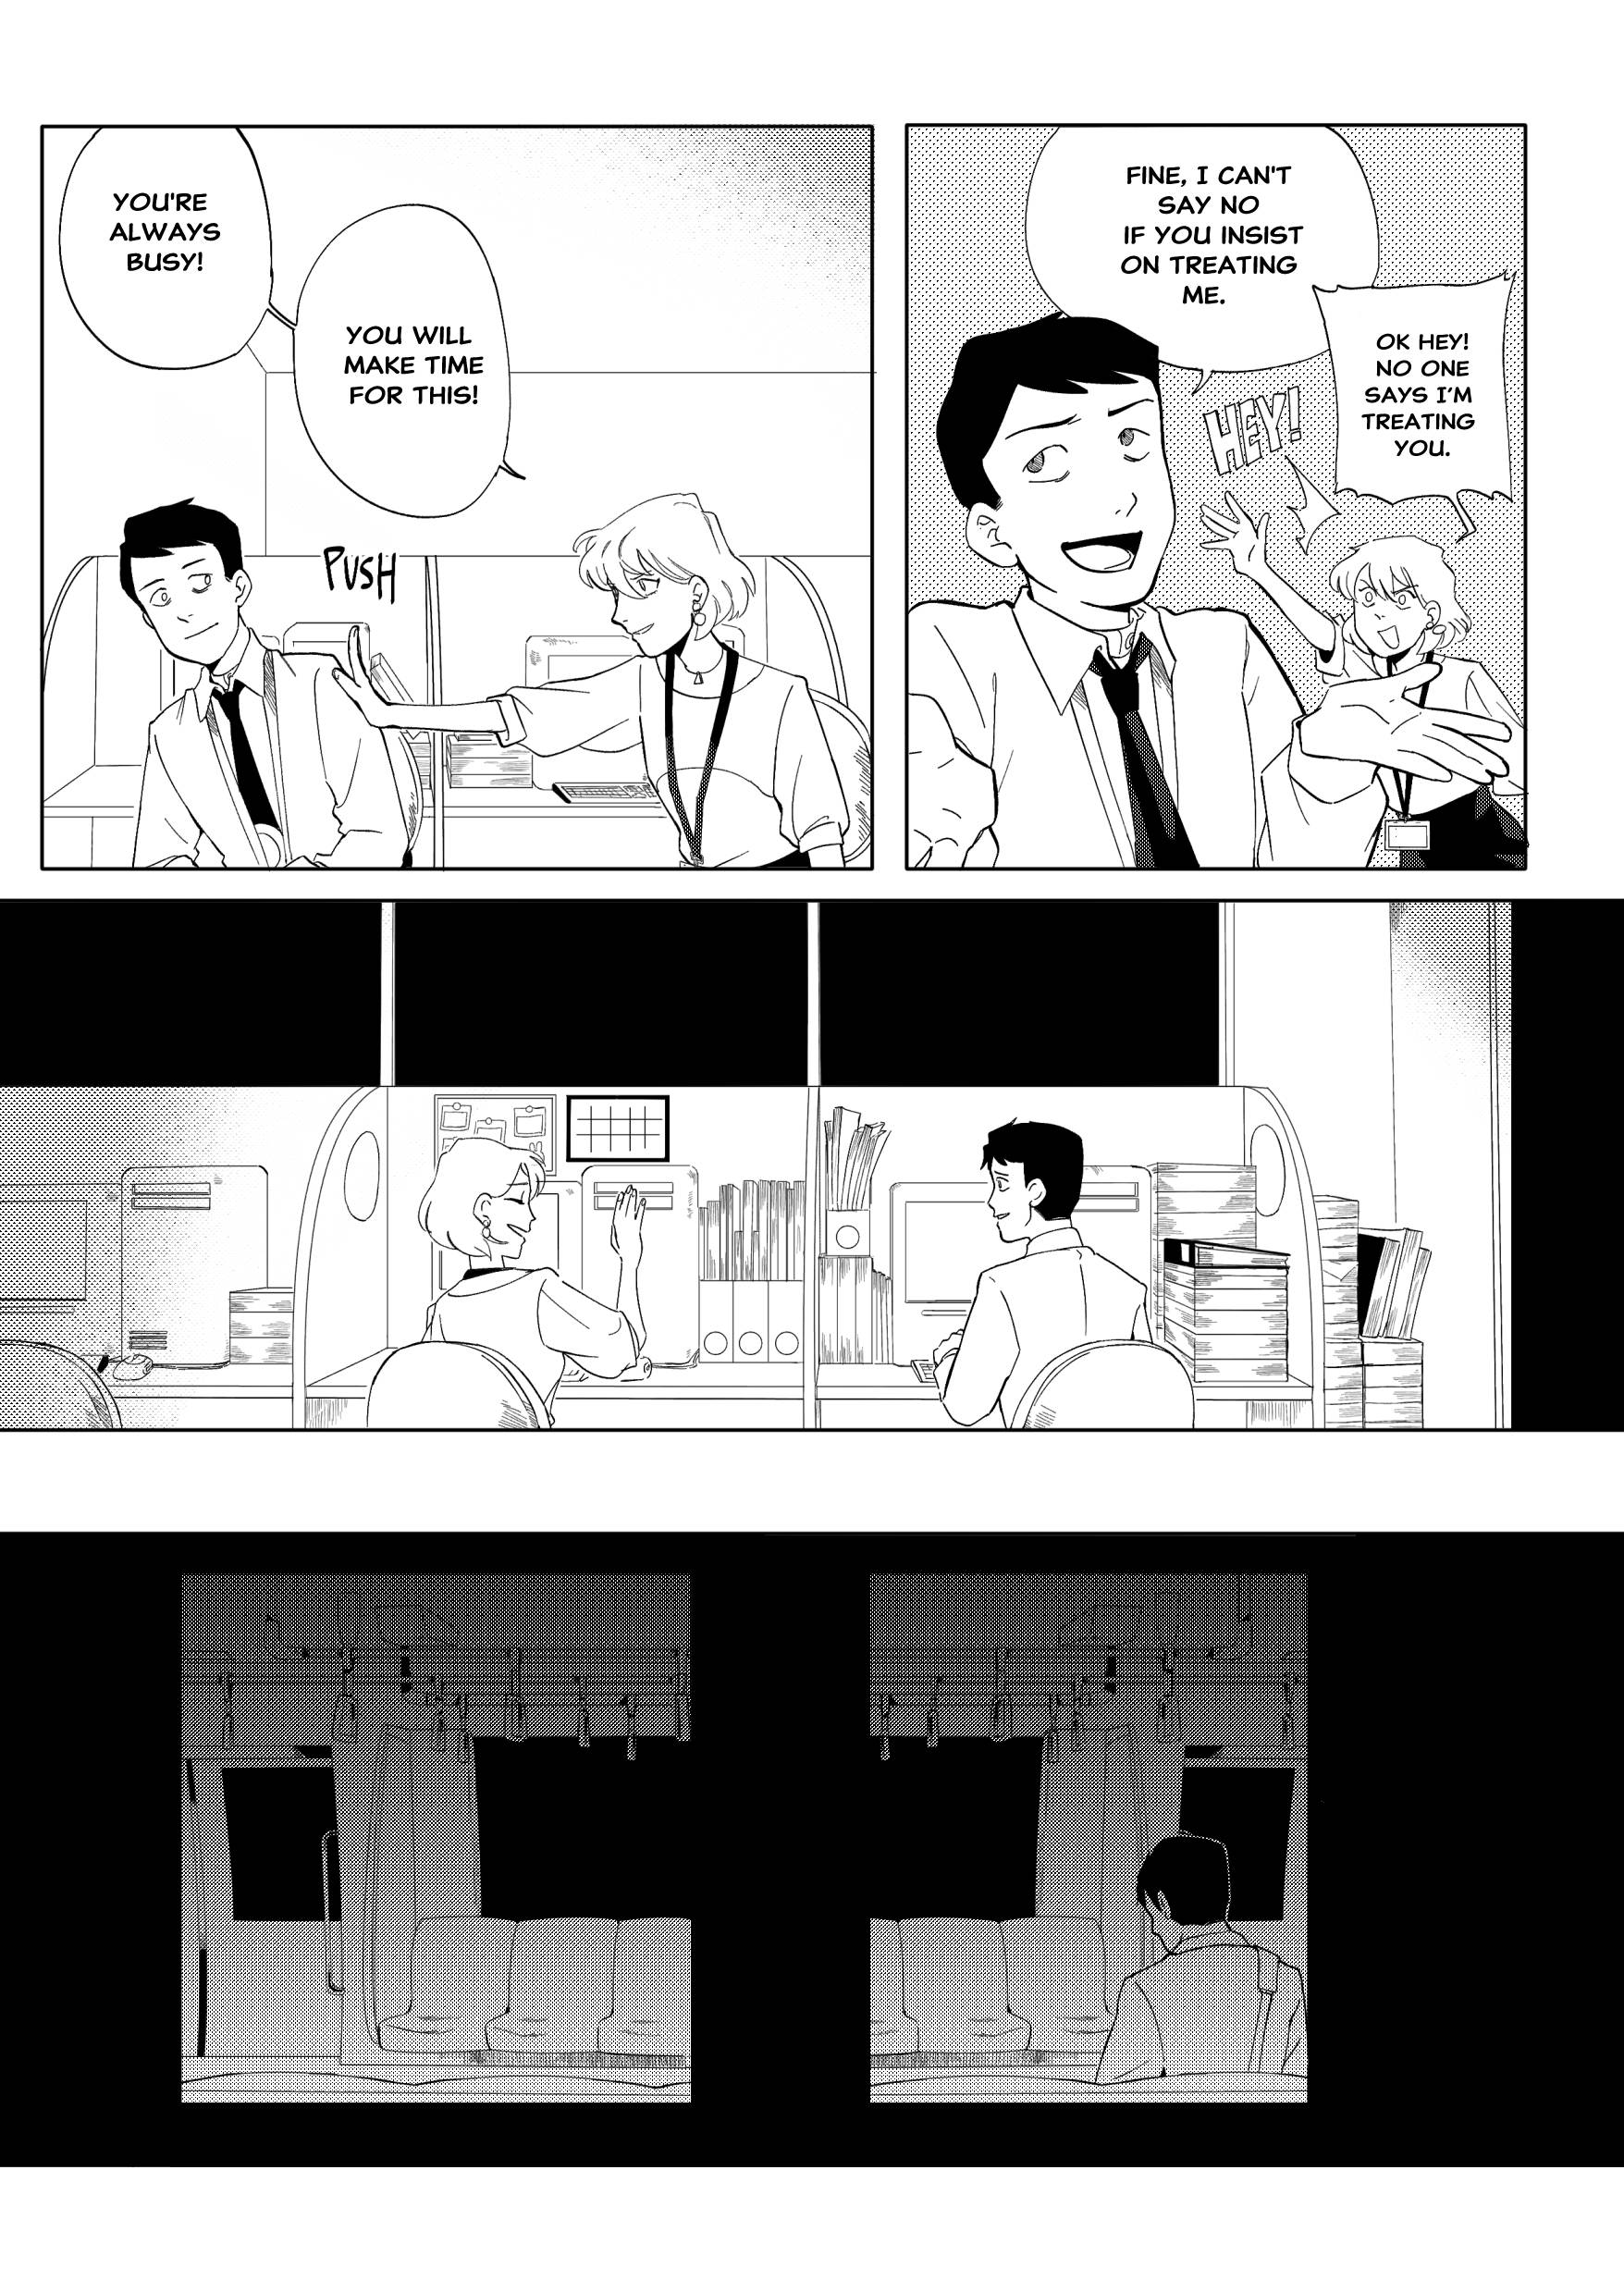 YOU'RE
ALWAYS
BUSY!
YOU WILL
MAKE TIME
FOR THIS!
PUSH
FINE, I CAN'T
SAY NO
IF YOU INSIST
ON TREATING
ME.
HEY!
OK HEY!
NO ONE
SAYS I'M
TREATING
YOU.